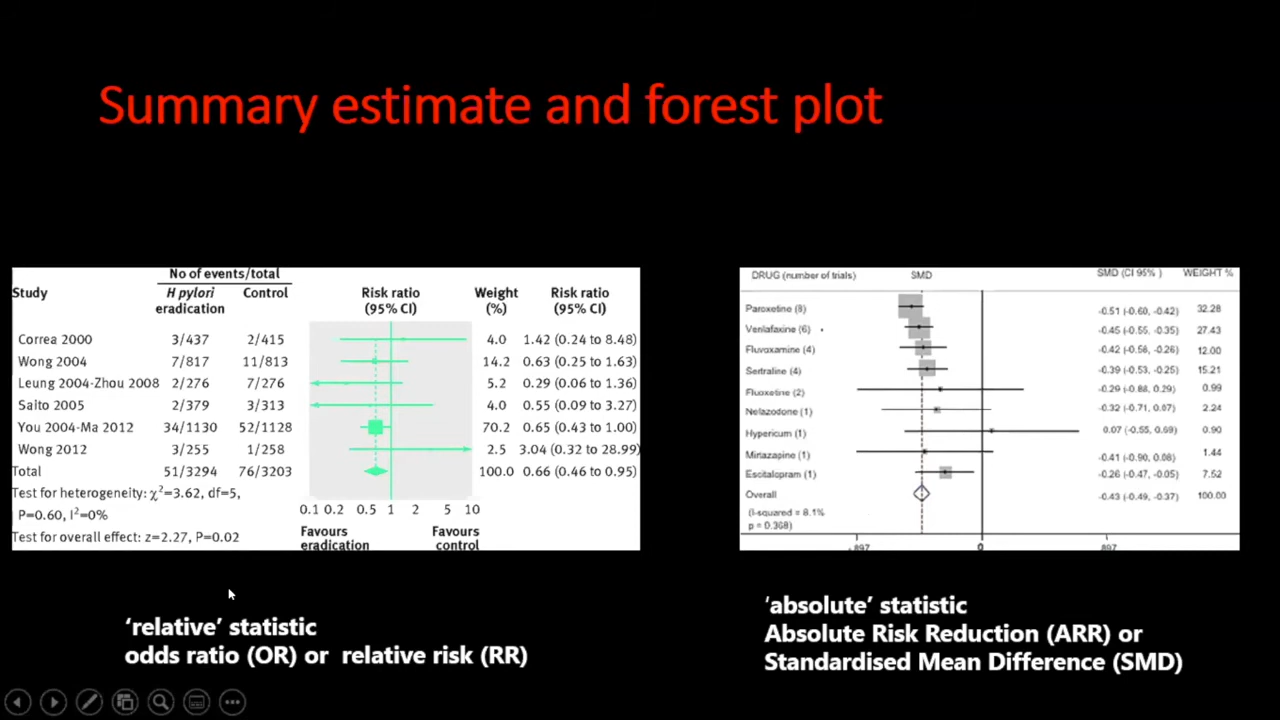 Summary estimate and forest plot
No of events/total
Study H pylori eradication Control Risk ratio (95% CI) Weight (%) Risk ratio (95% CI)
Correa 2000 3/437 2/415 4.0 1.42 (0.24 to 8.48)
Wong 2004 7/817 11/813 14.2 0.63 (0.25 to 1.63)
Leung 2004-Zhou 2008 2/276 7/276 5.2 0.29 (0.06 to 1.36)
Saito 2005 2/379 3/313 4.0 0.55 (0.09 to 3.27)
You 2004-Ma 2012 34/1130 52/1128 70.2 0.65 (0.43 to 1.00)
Wong 2012 3/255 1/258 2.5 3.04 (0.32 to 28.99)
Total 51/3294 76/3203 100.0 0.66 (0.46 to 0.95)
Test for heterogeneity: χ²=3.62, df=5,
P=0.60, I²=0%
Test for overall effect: z=2.27, P=0.02
0.1 0.2 0.5 1 2 5 10
Favours eradication Favours control
DRUG (number of trials) SMD SMD (CI 95% ) WEIGHT %
Paroxetine (8) -0.51 (-0.60, -0.42) 32.28
Venlafaxine (6) -0.45 (-0.55, -0.35) 27.43
Fluvoxamine (4) -0.42 (-0.58, -0.26) 12.00
Sertraline (4) -0.39 (-0.53, -0.25) 15.21
Fluoxetine (2) -0.29 (-0.88, 0.29) 0.99
Nefazodone (1) -0.32 (-0.71, 0.07) 2.24
Hypericum (1) 0.07 (-0.55, 0.69) 0.90
Mirtazapine (1) -0.41 (-0.90, 0.08) 1.44
Escitalopram (1) -0.26 (-0.47, -0.05) 7.52
Overall -0.43 (-0.49, -0.37) 100.00
(I-squared = 8.1%
p = 0.368)
-.897 0 .897
‘relative’ statistic
odds ratio (OR) or relative risk (RR)
‘absolute’ statistic
Absolute Risk Reduction (ARR) or
Standardised Mean Difference (SMD)